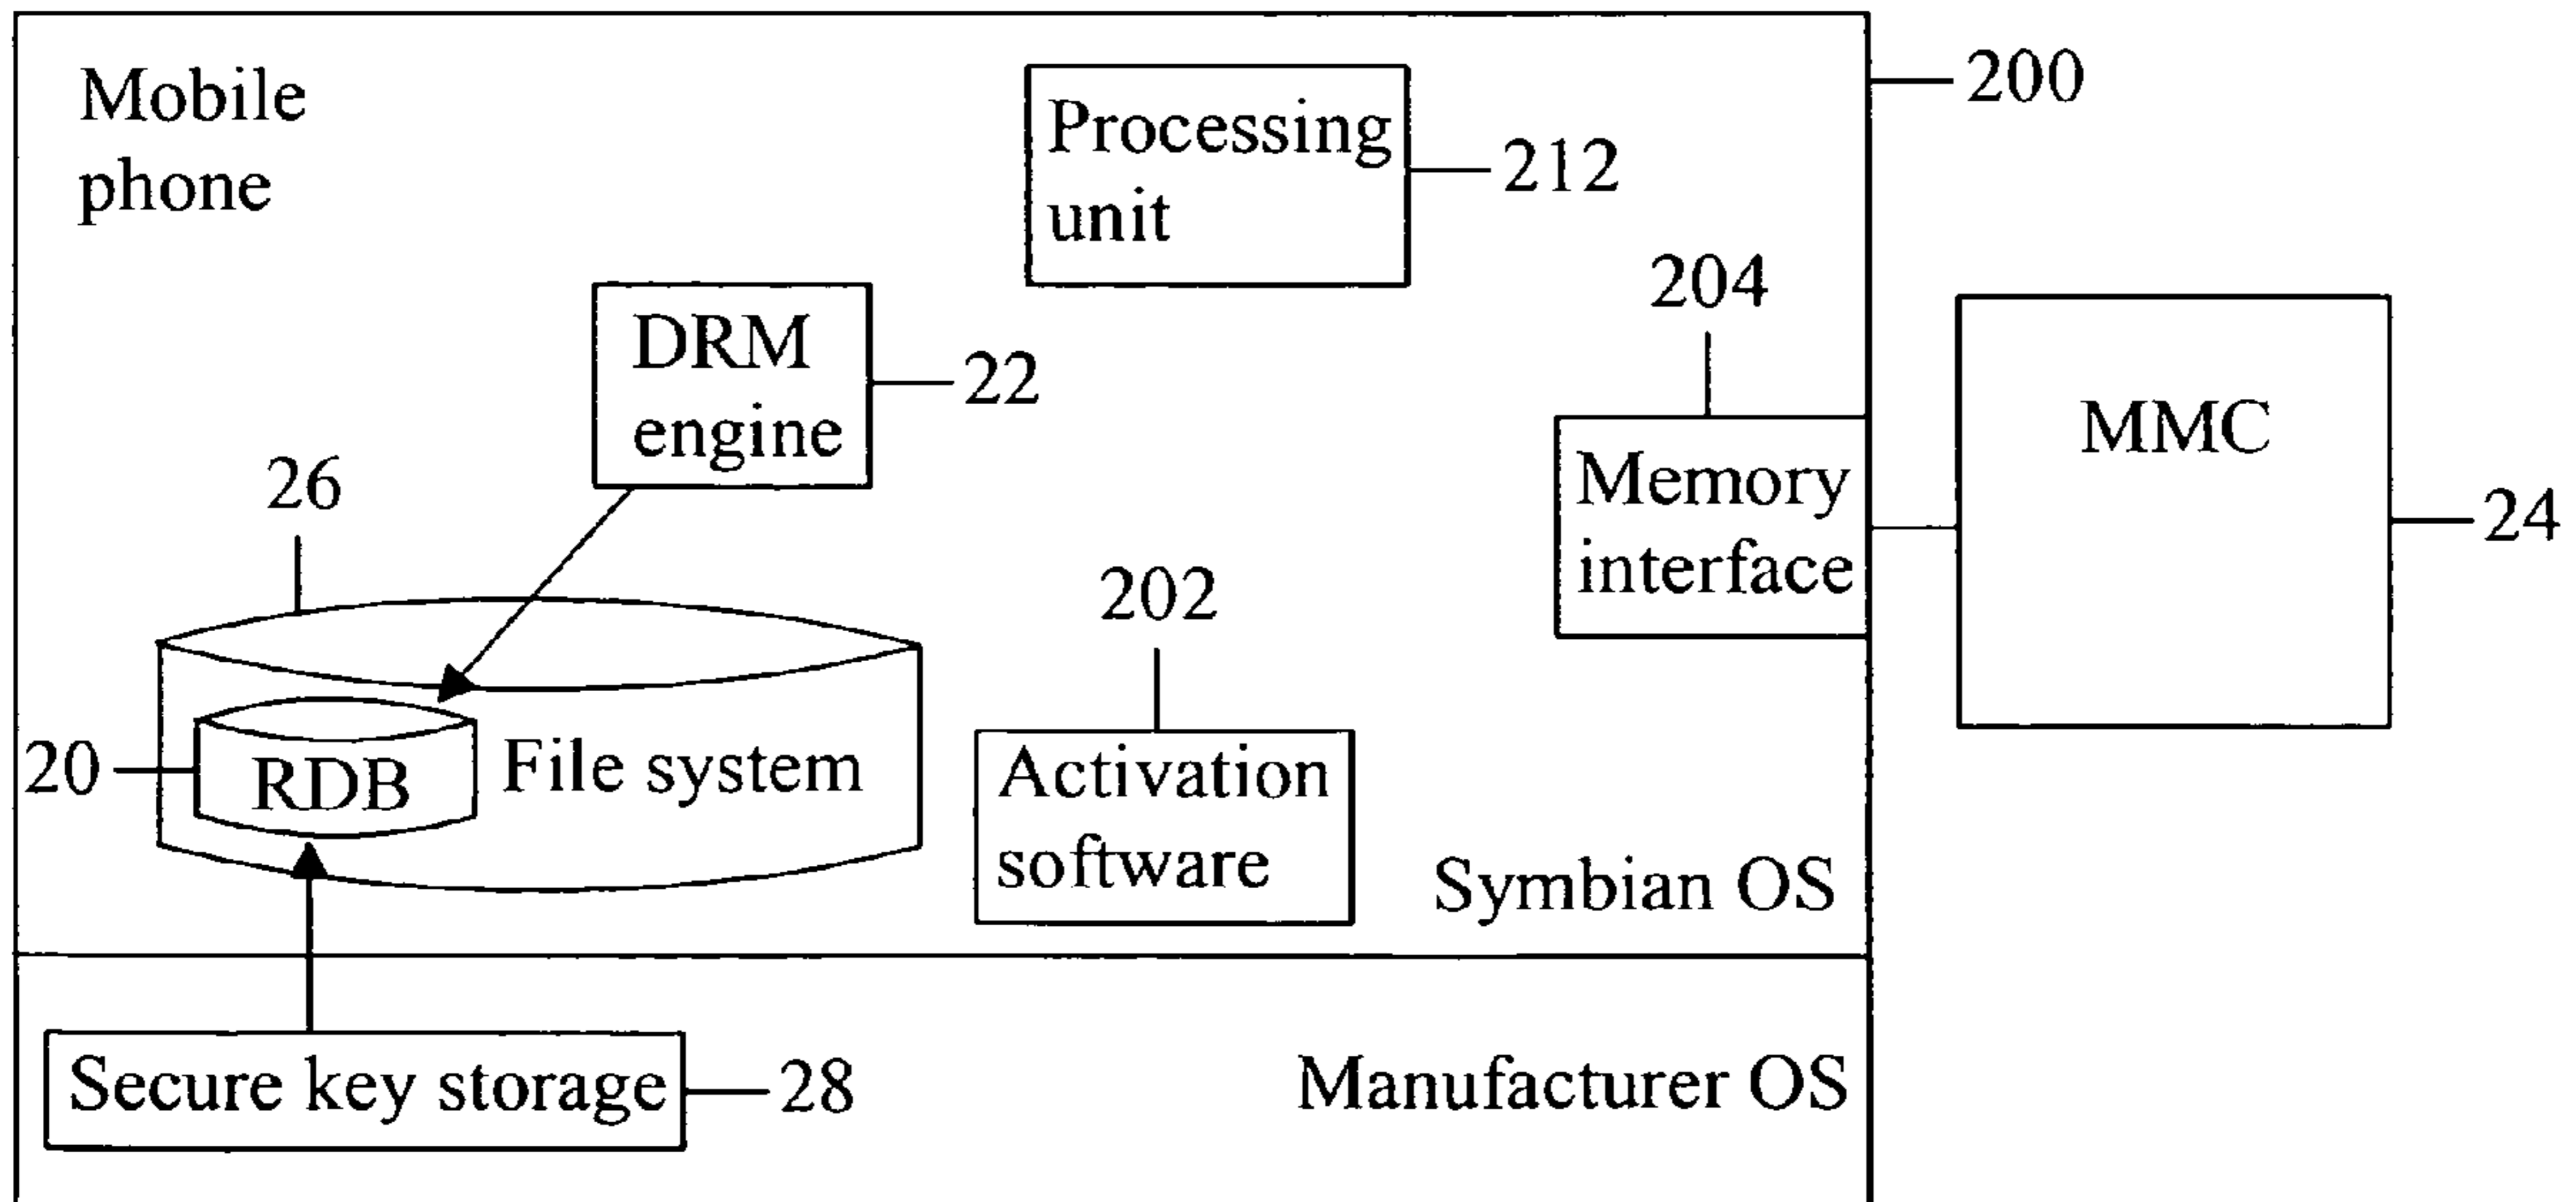 Mobile
phone
Processing
unit
200
212
204
DRM
engine
22
MMC
26
Memory
interface
24
202
20
RDB
File system
Activation
software
Symbian OS
Secure key storage
28
Manufacturer OS